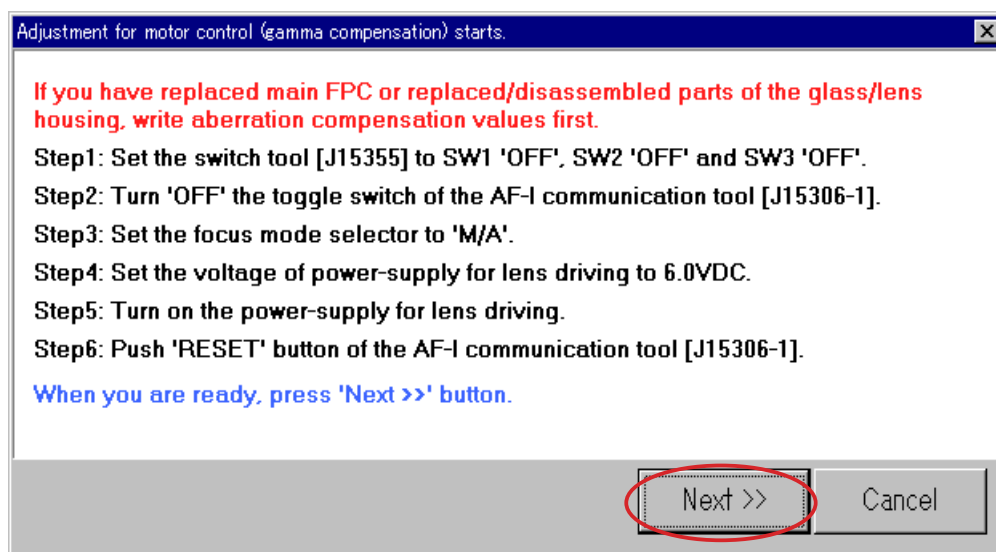 Adjustment for motor control (gamma compensation) starts.
If you have replaced main FPC or replaced/disassembled parts of the glass/lens
housing, write aberration compensation values first.
Step1: Set the switch tool [J15355] to SW1 'OFF', SW2 'OFF' and SW3 'OFF'.
Step2: Turn 'OFF' the toggle switch of the AF-I communication tool [J15306-1].
Step3: Set the focus mode selector to 'M/A'.
Step4: Set the voltage of power-supply for lens driving to 6.0VDC.
Step5: Turn on the power-supply for lens driving.
Step6: Push 'RESET' button of the AF-I communication tool [J15306-1].
When you are ready, press 'Next >>' button.
Next >> Cancel